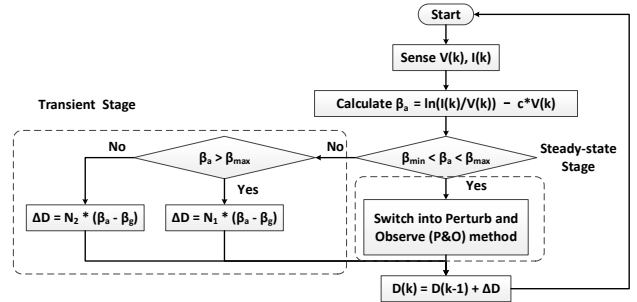 Start
Sense V(k), I(k)
Calculate βa = ln(I(k)/V(k)) − c*V(k)
Transient Stage
Steady-state
Stage
No
βa > βmax
No
βmin < βa < βmax
Yes
Yes
ΔD = N2 * (βa - βg)
ΔD = N1 * (βa - βg)
Switch into Perturb and
Observe (P&O) method
D(k) = D(k-1) + ΔD